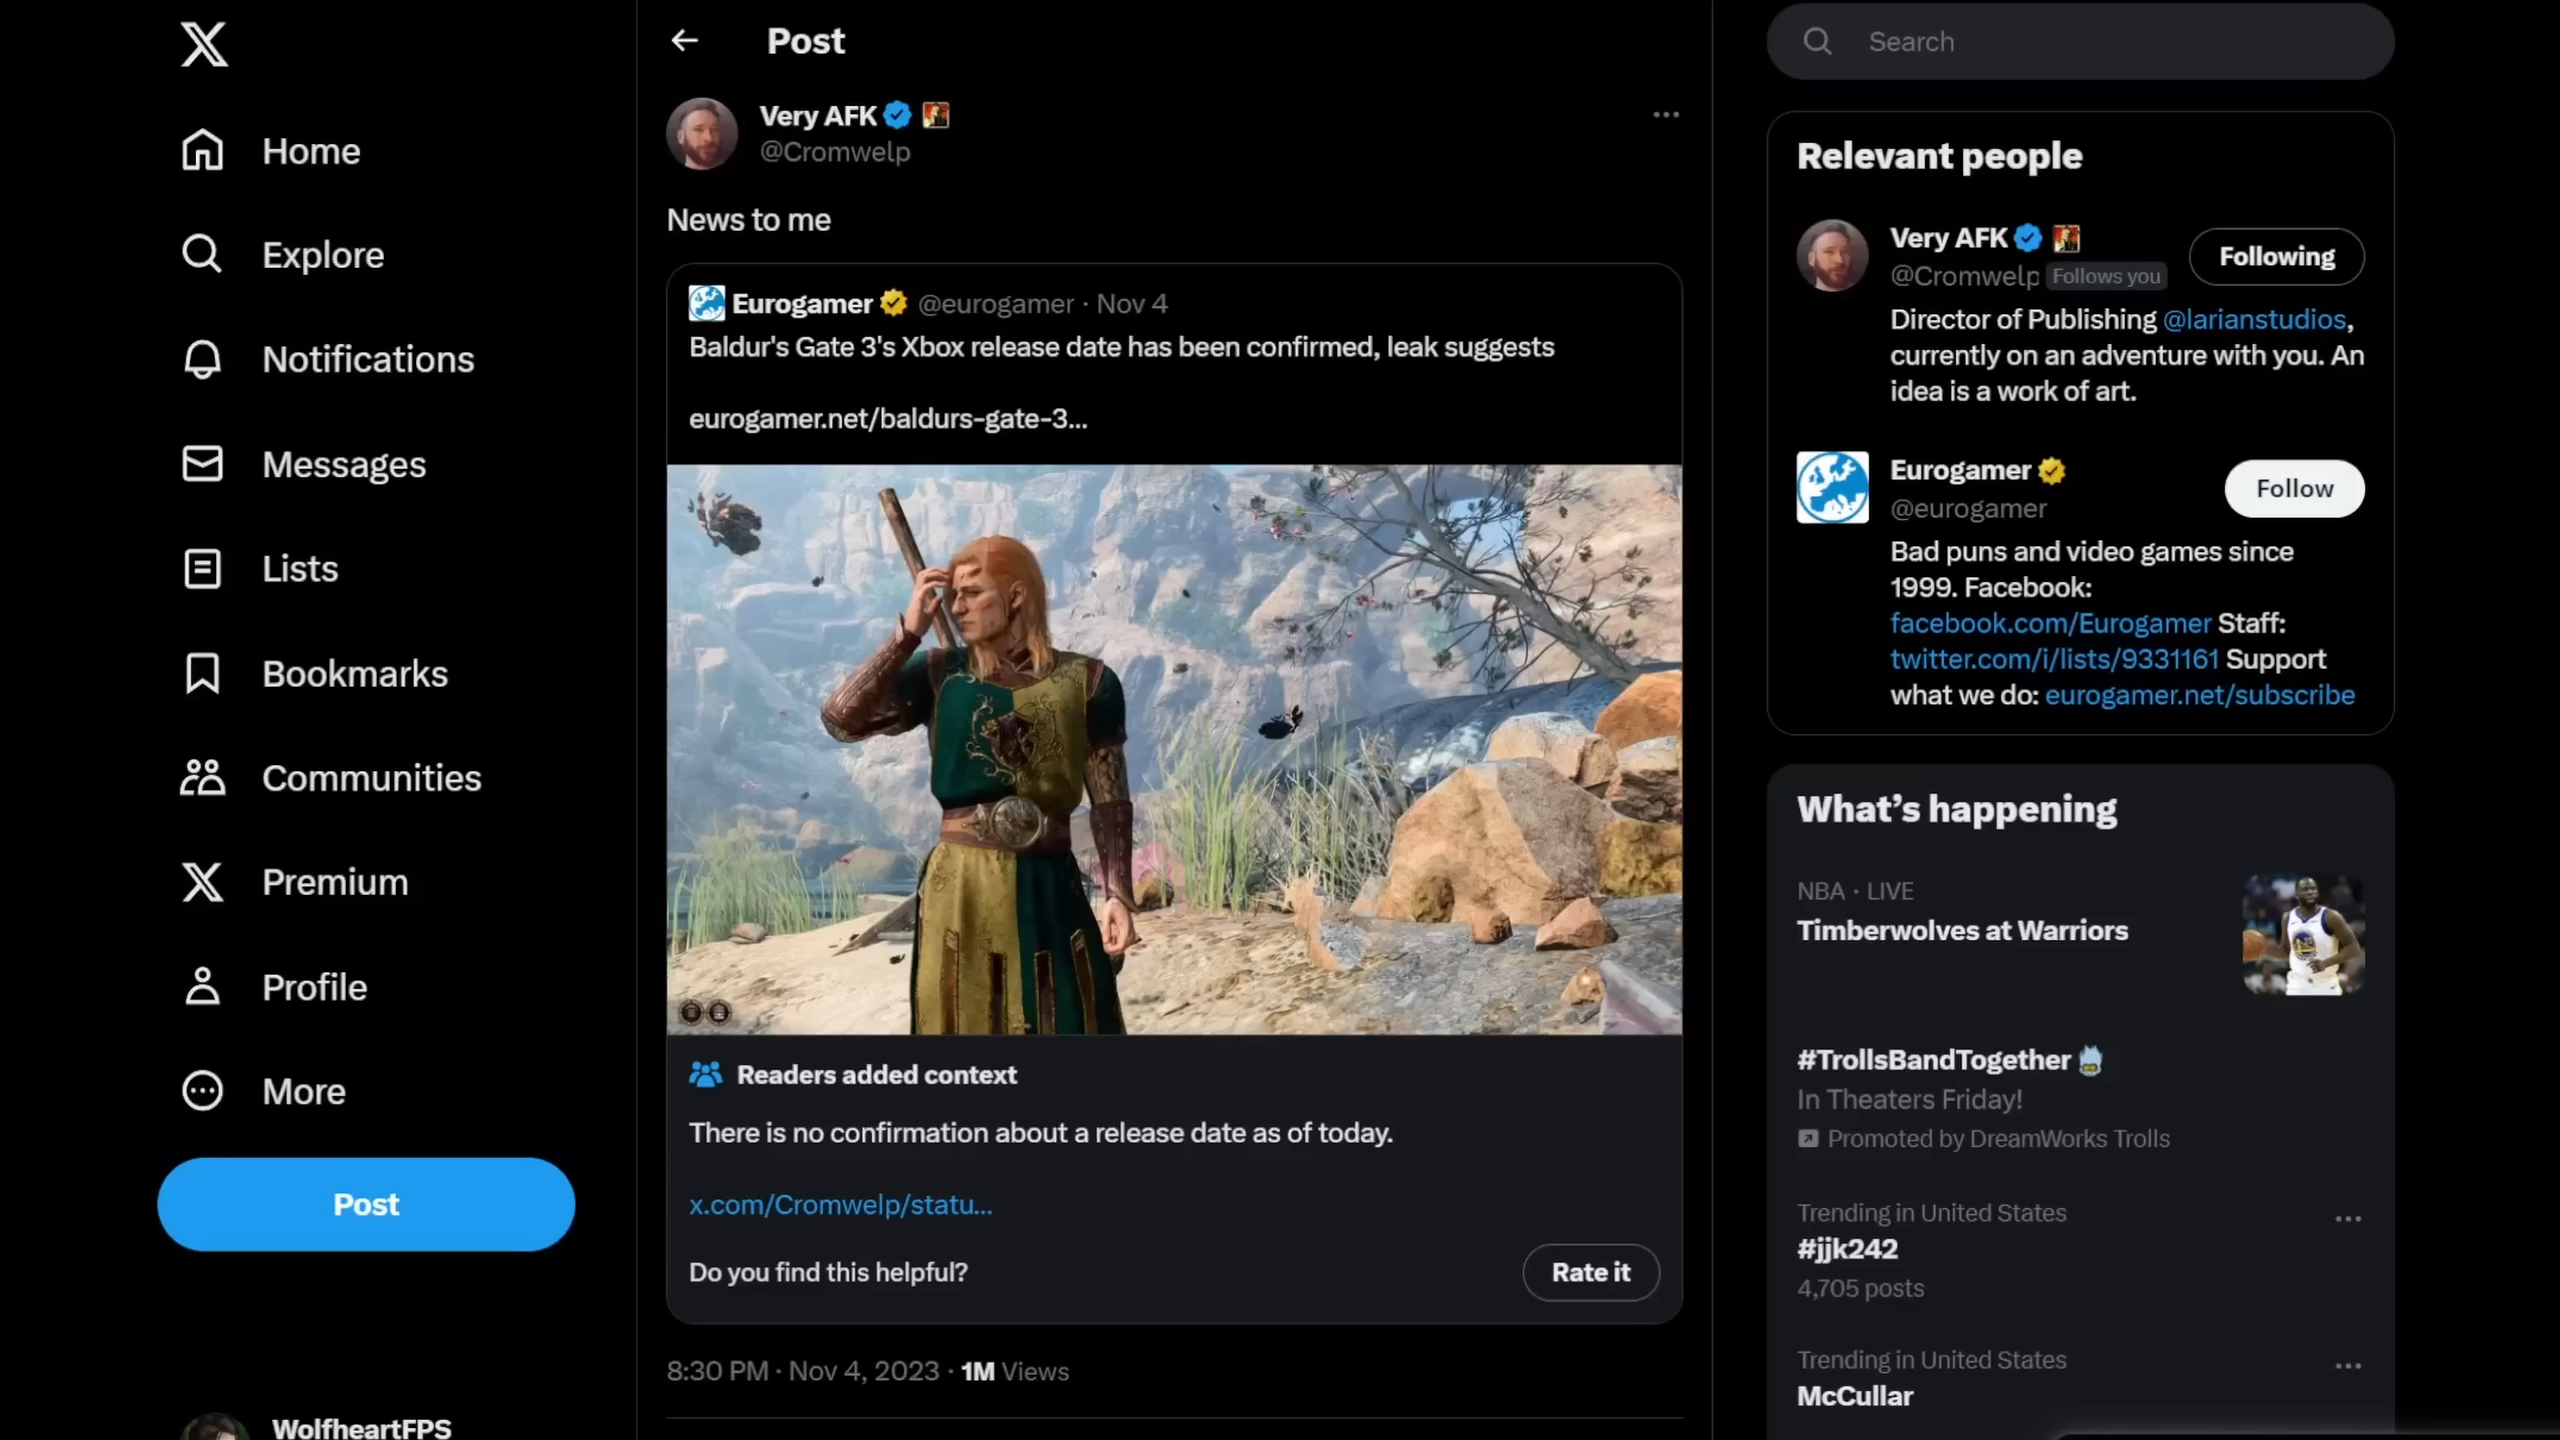 Home
Explore
Notifications
Messages
Lists
Bookmarks
Communities
Premium
Profile
More
Post
WolfheartFPS
Post
Very AFK
@Cromwelp
News to me
Eurogamer @eurogamer · Nov 4
Baldur's Gate 3's Xbox release date has been confirmed, leak suggests
eurogamer.net/baldurs-gate-3...
Readers added context
There is no confirmation about a release date as of today.
x.com/Cromwelp/statu...
Do you find this helpful?
Rate it
8:30 PM · Nov 4, 2023 · 1M Views
Search
Relevant people
Very AFK
@Cromwelp Follows you
Following
Director of Publishing @larianstudios,
currently on an adventure with you. An
idea is a work of art.
Eurogamer
@eurogamer
Follow
Bad puns and video games since
1999. Facebook:
facebook.com/Eurogamer Staff:
twitter.com/i/lists/9331161 Support
what we do: eurogamer.net/subscribe
What's happening
NBA · LIVE
Timberwolves at Warriors
#TrollsBandTogether
In Theaters Friday!
Promoted by DreamWorks Trolls
Trending in United States
#jjk242
4,705 posts
Trending in United States
McCullar